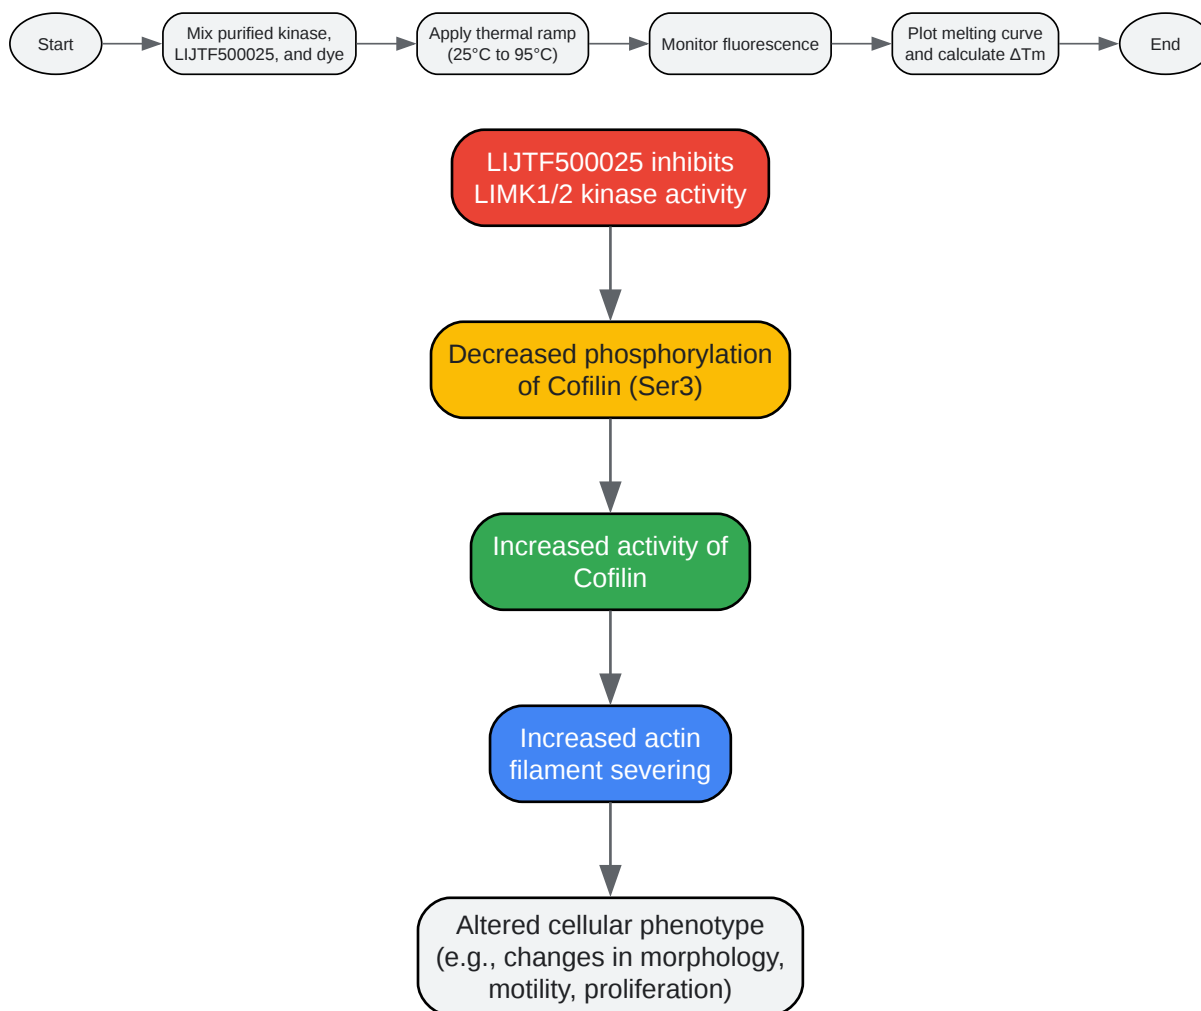 Start
Mix purified kinase,
LIJTF500025, and dye
Apply thermal ramp
(25°C to 95°C)
Monitor fluorescence
Plot melting curve
and calculate ΔTm
End
LIJTF500025 inhibits
LIMK1/2 kinase activity
Decreased phosphorylation
of Cofilin (Ser3)
Increased activity of
Cofilin
Increased actin
filament severing
Altered cellular phenotype
(e.g., changes in morphology,
motility, proliferation)